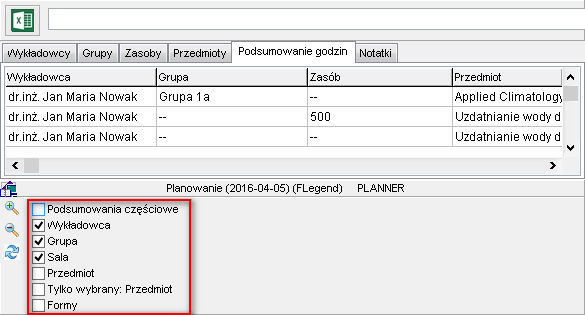 Wykładowcy Grupy Zasoby Przedmioty Podsumowanie godzin Notatki
Wykładowca Grupa Zasób Przedmiot
dr.inż. Jan Maria Nowak Grupa 1a -- Applied Climatology
dr.inż. Jan Maria Nowak -- 500 Uzdatnianie wody d
dr.inż. Jan Maria Nowak -- -- Uzdatnianie wody d
Planowanie (2016-04-05) (FLegend) PLANNER
Podsumowania częściowe
Wykładowca
Grupa
Sala
Przedmiot
Tylko wybrany: Przedmiot
Formy